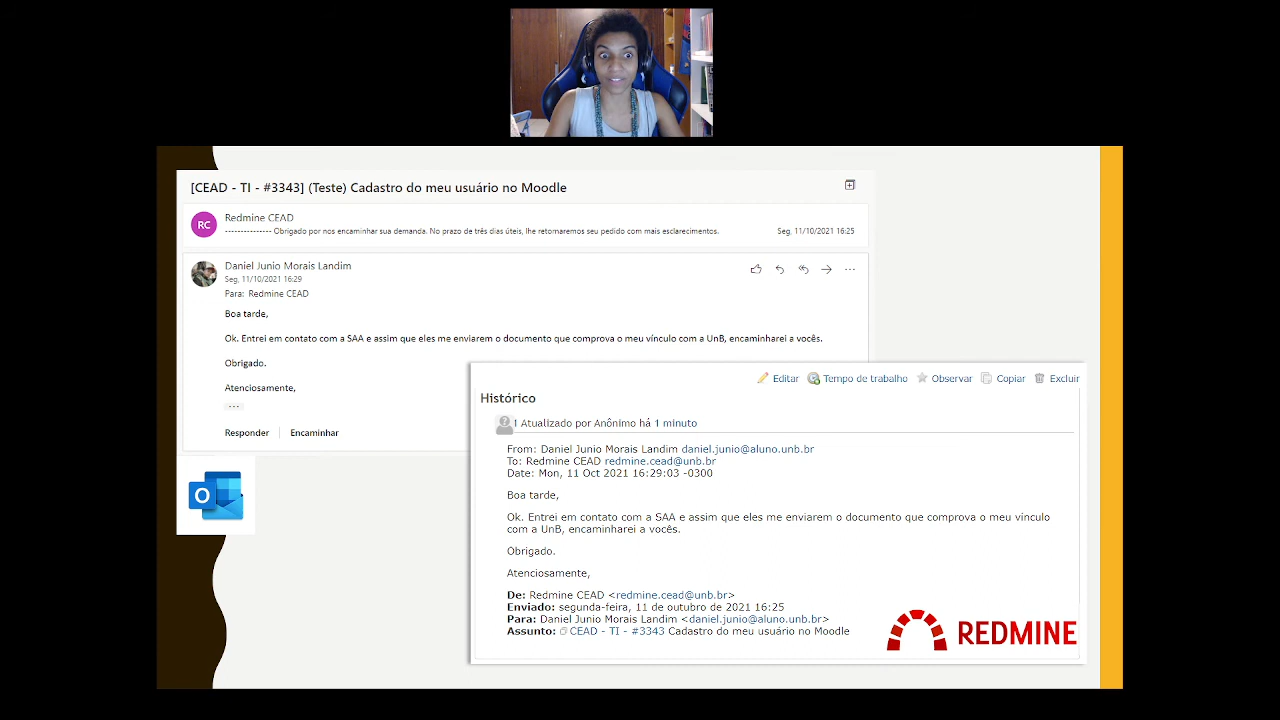 [CEAD - TI - #3343] (Teste) Cadastro do meu usuário no Moodle
RC
Redmine CEAD
--------------- Obrigado por nos encaminhar sua demanda. No prazo de três dias úteis, lhe retornaremos seu pedido com mais esclarecimentos.
Seg, 11/10/2021 16:25
Daniel Junio Morais Landim
Seg, 11/10/2021 16:29
Para: Redmine CEAD
Boa tarde,
Ok. Entrei em contato com a SAA e assim que eles me enviarem o documento que comprova o meu vínculo com a UnB, encaminharei a vocês.
Obrigado.
Atenciosamente,
...
Responder
Encaminhar
O
Editar Tempo de trabalho Observar Copiar Excluir
Histórico
Atualizado por Anônimo há 1 minuto
From: Daniel Junio Morais Landim daniel.junio@aluno.unb.br
To: Redmine CEAD redmine.cead@unb.br
Date: Mon, 11 Oct 2021 16:29:03 -0300
Boa tarde,
Ok. Entrei em contato com a SAA e assim que eles me enviarem o documento que comprova o meu vínculo
com a UnB, encaminharei a vocês.
Obrigado.
Atenciosamente,
De: Redmine CEAD <redmine.cead@unb.br>
Enviado: segunda-feira, 11 de outubro de 2021 16:25
Para: Daniel Junio Morais Landim <daniel.junio@aluno.unb.br>
Assunto: CEAD - TI - #3343 Cadastro do meu usuário no Moodle
REDMINE